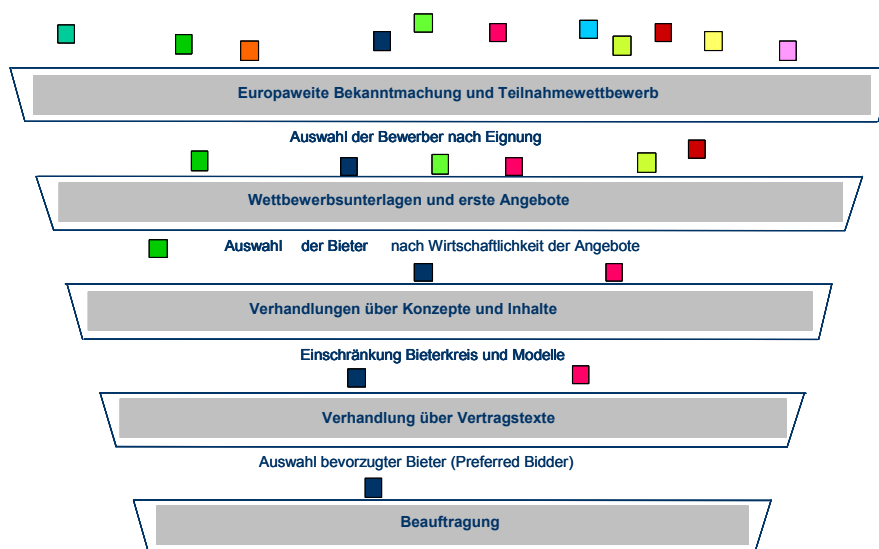 Europaweite Bekanntmachung und Teilnahmewettbewerb
Auswahl der Bewerber nach Eignung
Wettbewerbsunterlagen und erste Angebote
Auswahl der Bieter nach Wirtschaftlichkeit der Angebote
Verhandlungen über Konzepte und Inhalte
Einschränkung Bieterkreis und Modelle
Verhandlung über Vertragstexte
Auswahl bevorzugter Bieter (Preferred Bidder)
Beauftragung